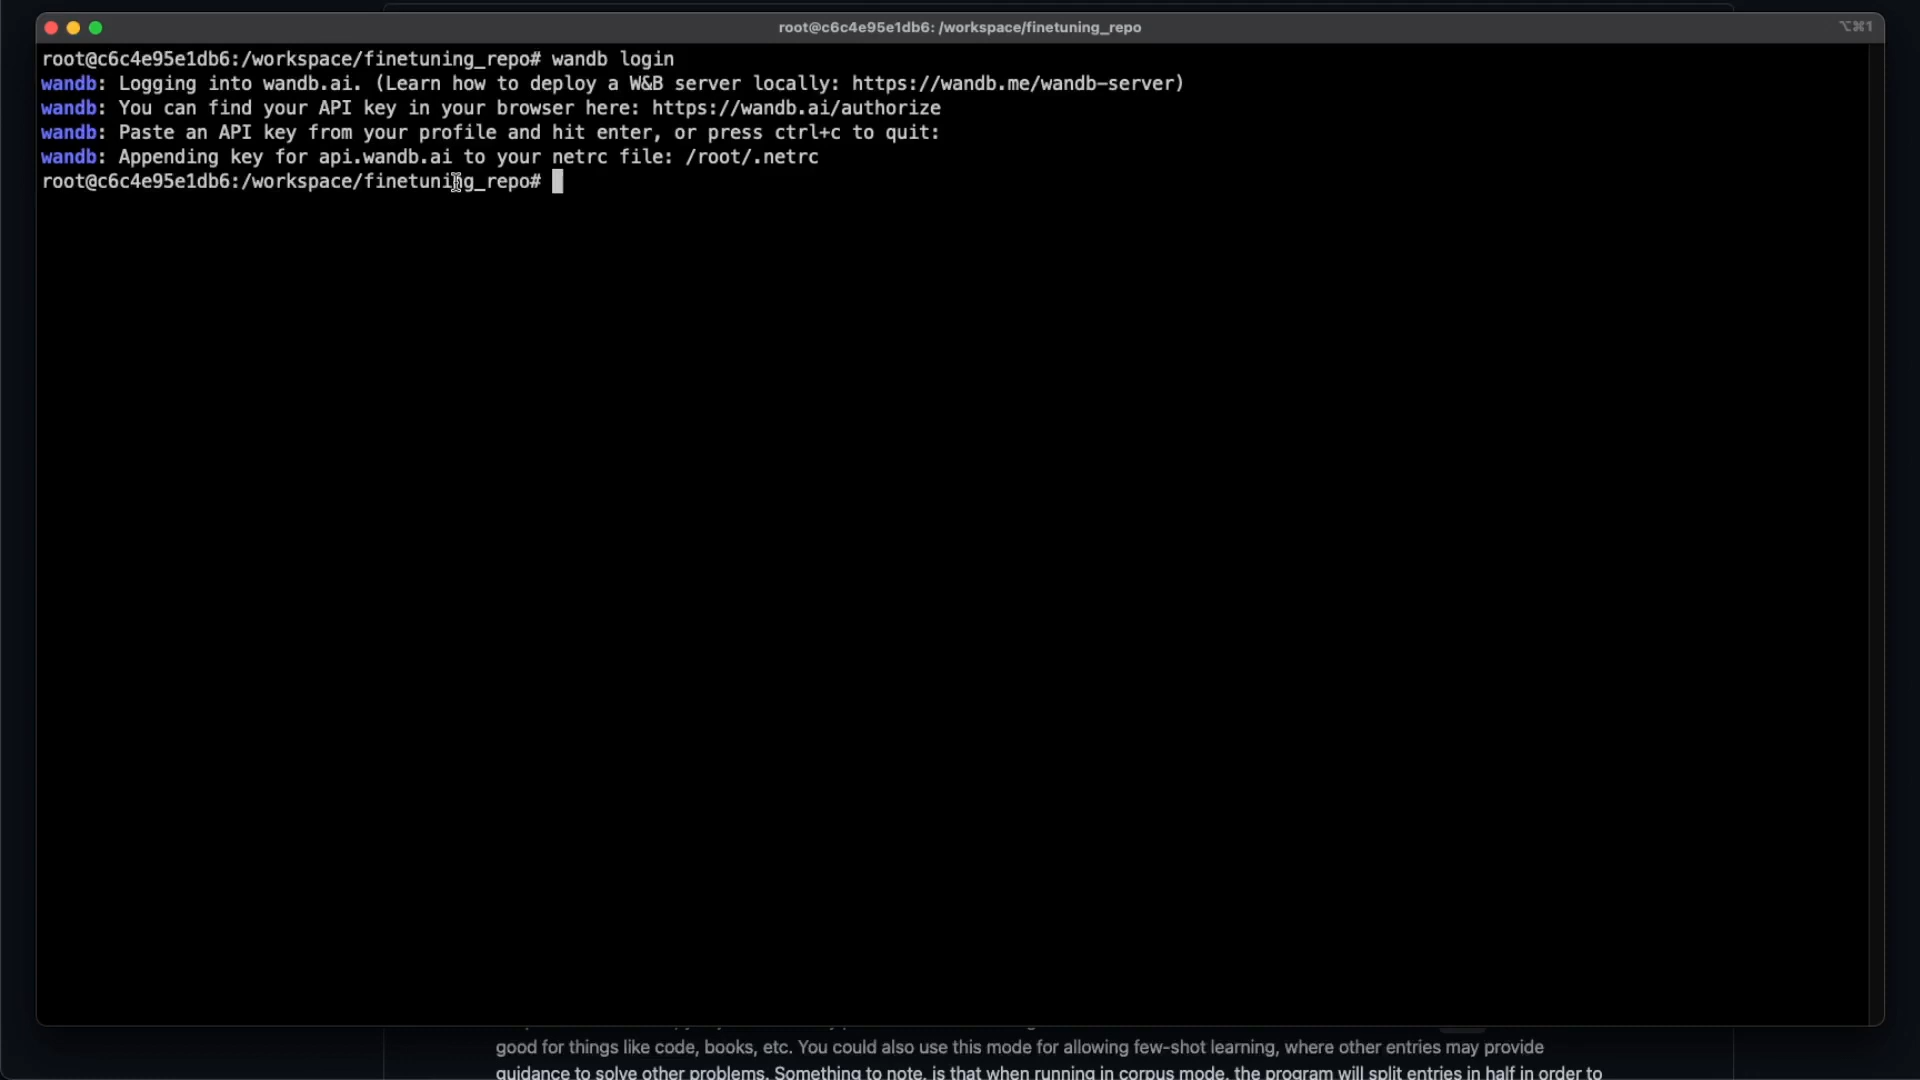 root@c6c4e95e1db6: /workspace/finetuning_repo
⌥⌘1
root@c6c4e95e1db6:/workspace/finetuning_repo# wandb login
wandb: Logging into wandb.ai. (Learn how to deploy a W&B server locally: https://wandb.me/wandb-server)
wandb: You can find your API key in your browser here: https://wandb.ai/authorize
wandb: Paste an API key from your profile and hit enter, or press ctrl+c to quit:
wandb: Appending key for api.wandb.ai to your netrc file: /root/.netrc
root@c6c4e95e1db6:/workspace/finetuning_repo#
good for things like code, books, etc. You could also use this mode for allowing few-shot learning, where other entries may provide
guidance to solve other problems. Something to note, is that when running in corpus mode, the program will split entries in half in order to